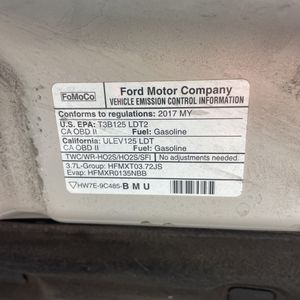 FoMoCo
Ford Motor Company
VEHICLE EMISSION CONTROL INFORMATION
Conforms to regulations: 2017 MY
U.S. EPA: T3B125 LDT2
CA OBD II Fuel: Gasoline
California: ULEV125 LDT
CA OBD II Fuel: Gasoline
TWC/WR-HO2S/HO2S/SFI No adjustments needed.
3.7L-Group: HFMXT03.72JS
Evap: HFMXR0135NBB
HW7E-9C485-BMU